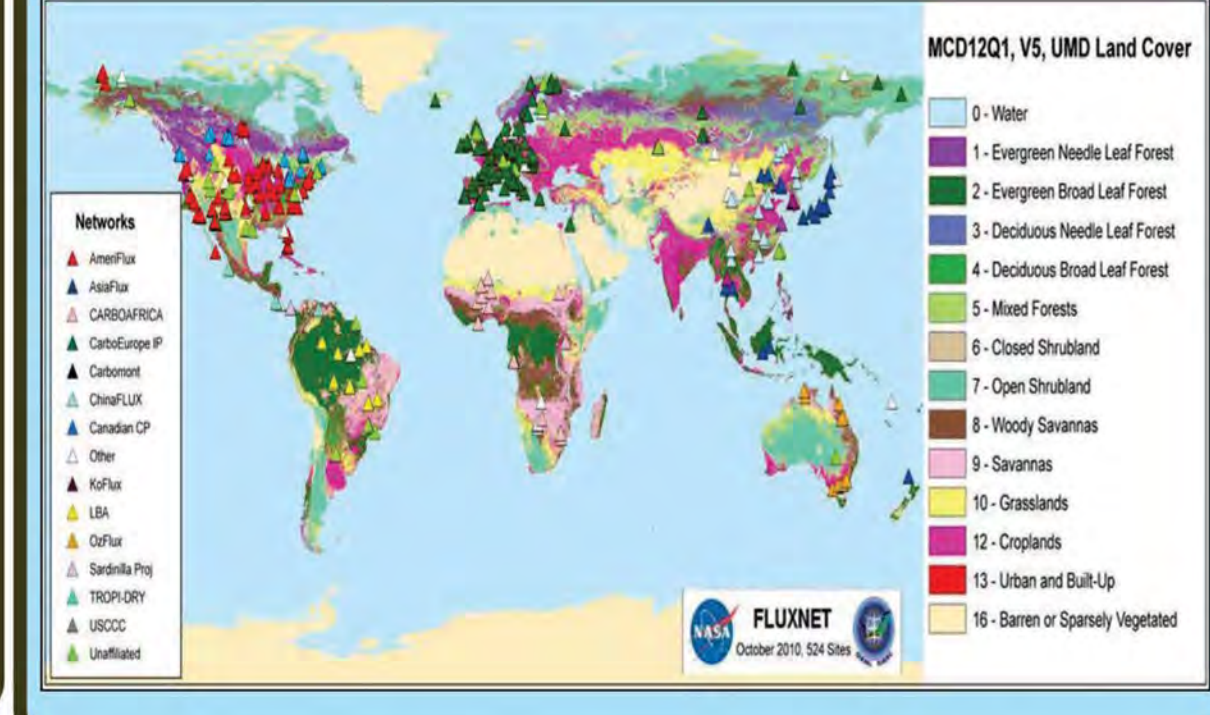 MCD12Q1, V5, UMD Land Cover
0 - Water
1 - Evergreen Needle Leaf Forest
2 - Evergreen Broad Leaf Forest
3 - Deciduous Needle Leaf Forest
4 - Deciduous Broad Leaf Forest
5 - Mixed Forests
6 - Closed Shrubland
7 - Open Shrubland
8 - Woody Savannas
9 - Savannas
10 - Grasslands
12 - Croplands
13 - Urban and Built-Up
16 - Barren or Sparsely Vegetated
Networks
AmeriFlux
AsiaFlux
CARBOAFRICA
CarboEurope IP
Carbomont
ChinaFLUX
Canadian CP
Other
KoFlux
LBA
OzFlux
Sardinilla Proj
TROPI-DRY
USCCC
Unaffiliated
NASA
FLUXNET
October 2010, 524 Sites